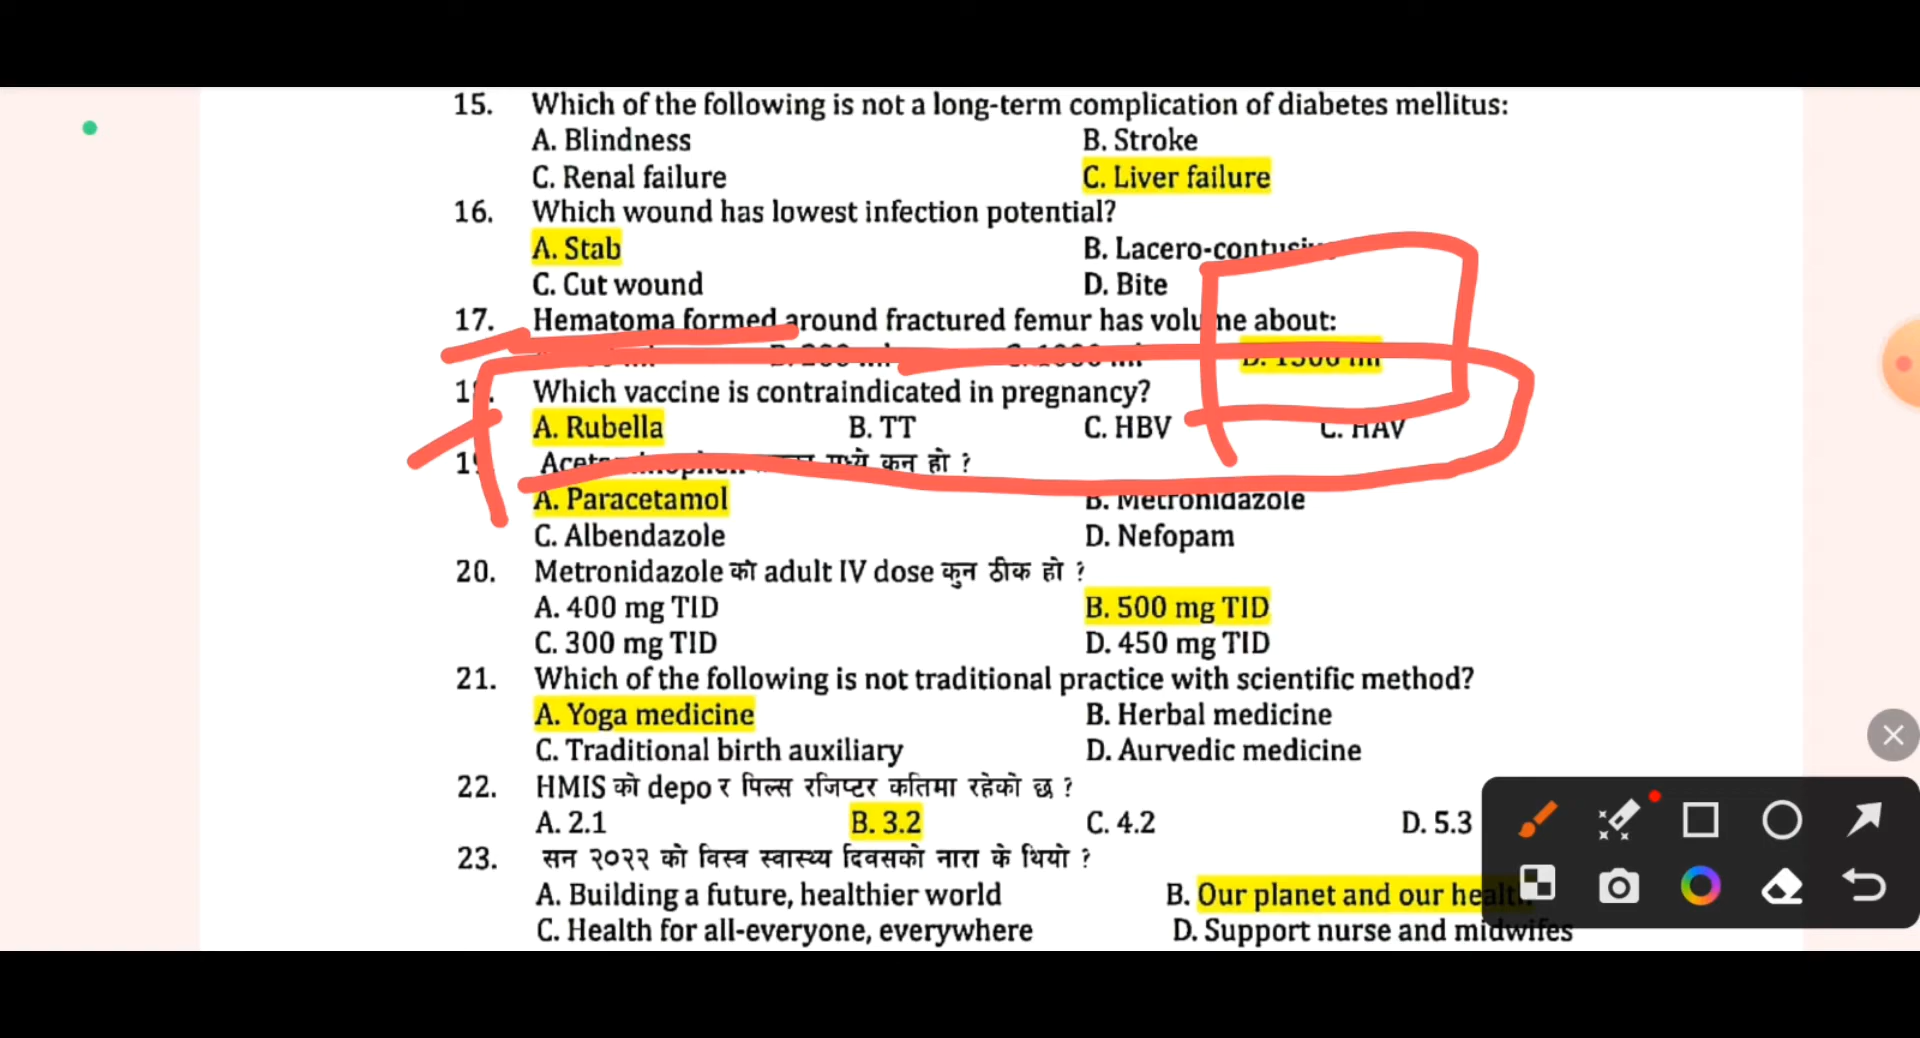 15. Which of the following is not a long-term complication of diabetes mellitus:
A. Blindness B. Stroke
C. Renal failure C. Liver failure
16. Which wound has lowest infection potential?
A. Stab B. Lacero-contusi
C. Cut wound D. Bite
17. Hematoma formed around fractured femur has volume about:
D. 1500 ml
18. Which vaccine is contraindicated in pregnancy?
A. Rubella B. TT C. HBV C. HAV
19. कुन हो ?
A. Paracetamol B. Metronidazole
C. Albendazole D. Nefopam
20. Metronidazole को adult IV dose कुन ठीक हो ?
A. 400 mg TID B. 500 mg TID
C. 300 mg TID D. 450 mg TID
21. Which of the following is not traditional practice with scientific method?
A. Yoga medicine B. Herbal medicine
C. Traditional birth auxiliary D. Aurvedic medicine
22. HMIS को depo र पिल्स रजिष्टर कतिमा रहेको छ ?
A. 2.1 B. 3.2 C. 4.2 D. 5.3
23. सन २०२२ को विस्व स्वास्थ्य दिवसको नारा के थियो ?
A. Building a future, healthier world B. Our planet and our health
C. Health for all-everyone, everywhere D. Support nurse and midwifes